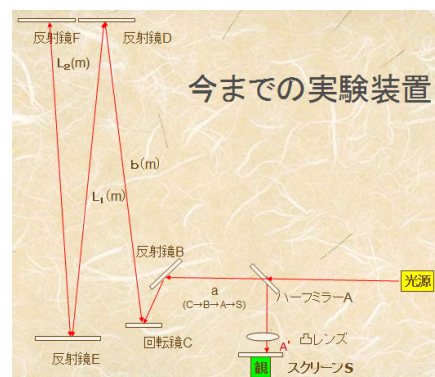 反射鏡F
反射鏡D
L₂(m)
今までの実験装置
b(m)
L₁(m)
反射鏡B
a
(C→B→A→S)
光源
ハーフミラーA
回転鏡C
A'
凸レンズ
反射鏡E
観
スクリーンS